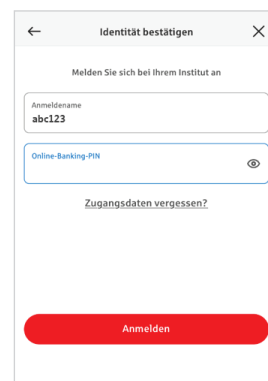 Identität bestätigen
Melden Sie sich bei Ihrem Institut an
Anmeldename
abc123
Online-Banking-PIN
Zugangsdaten vergessen?
Anmelden